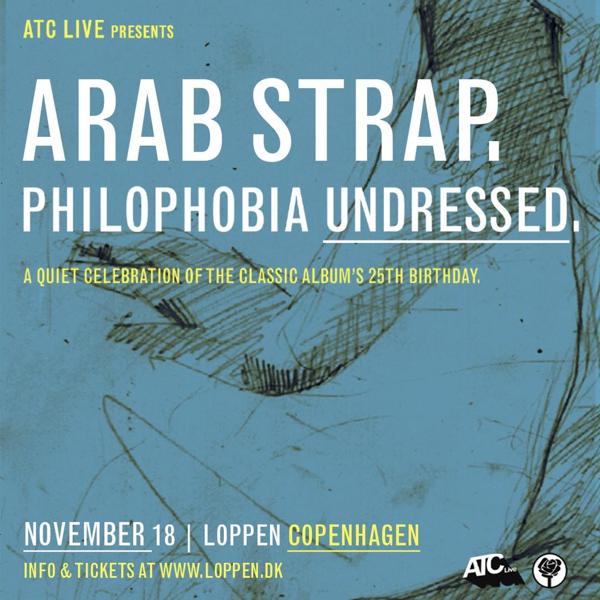 ATC LIVE PRESENTS
ARAB STRAP.
PHILOPHOBIA UNDRESSED.
A QUIET CELEBRATION OF THE CLASSIC ALBUM'S 25TH BIRTHDAY.
NOVEMBER 18 | LOPPEN COPENHAGEN
INFO & TICKETS AT WWW.LOPPEN.DK
ATC Live